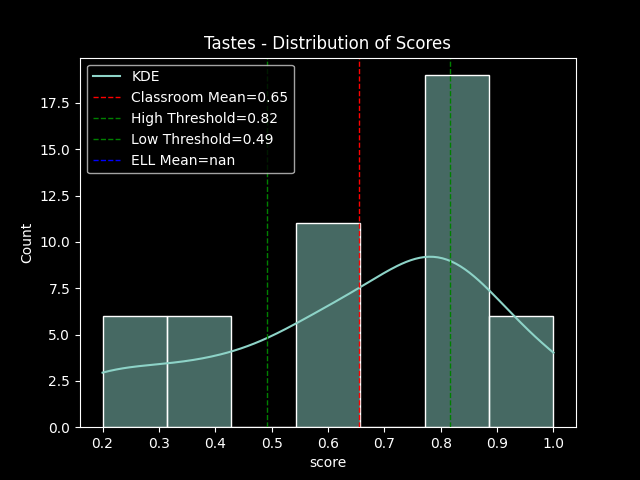 Tastes - Distribution of Scores
KDE
Classroom Mean=0.65
High Threshold=0.82
Low Threshold=0.49
ELL Mean=nan
Count
17.5
15.0
12.5
10.0
7.5
5.0
2.5
0.0
0.2 0.3 0.4 0.5 0.6 0.7 0.8 0.9 1.0
score